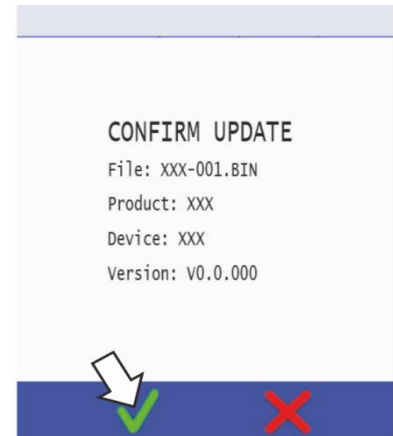 CONFIRM UPDATE
File: XXX-001.BIN
Product: XXX
Device: XXX
Version: V0.0.000